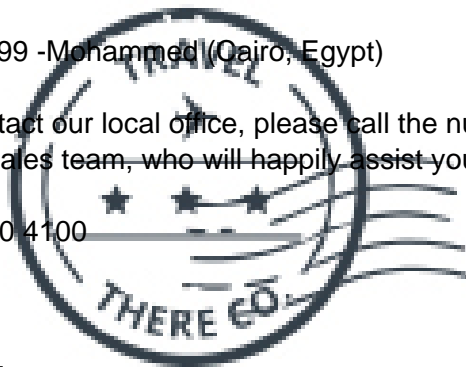 99 -Mohammed (Cairo, Egypt)
TRAVEL
tact our local office, please call the nu
ales team, who will happily assist you
0 4100
THERE CO.